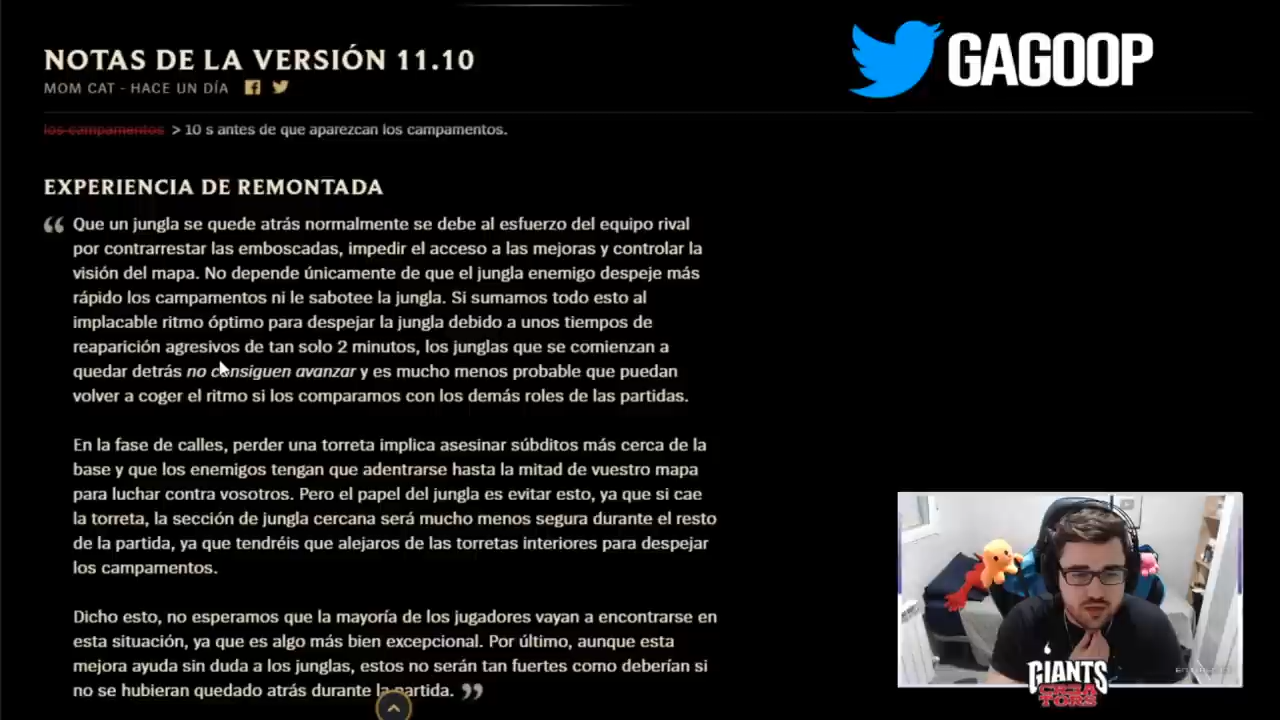 NOTAS DE LA VERSIÓN 11.10
MOM CAT - HACE UN DÍA
GAGOOP
los campamentos > 10 s antes de que aparezcan los campamentos.
EXPERIENCIA DE REMONTADA
Que un jungla se quede atrás normalmente se debe al esfuerzo del equipo rival
por contrarrestar las emboscadas, impedir el acceso a las mejoras y controlar la
visión del mapa. No depende únicamente de que el jungla enemigo despeje más
rápido los campamentos ni le sabotee la jungla. Si sumamos todo esto al
implacable ritmo óptimo para despejar la jungla debido a unos tiempos de
reaparición agresivos de tan solo 2 minutos, los junglas que se comienzan a
quedar detrás no consiguen avanzar y es mucho menos probable que puedan
volver a coger el ritmo si los comparamos con los demás roles de las partidas.
En la fase de calles, perder una torreta implica asesinar súbditos más cerca de la
base y que los enemigos tengan que adentrarse hasta la mitad de vuestro mapa
para luchar contra vosotros. Pero el papel del jungla es evitar esto, ya que si cae
la torreta, la sección de jungla cercana será mucho menos segura durante el resto
de la partida, ya que tendréis que alejaros de las torretas interiores para despejar
los campamentos.
Dicho esto, no esperamos que la mayoría de los jugadores vayan a encontrarse en
esta situación, ya que es algo más bien excepcional. Por último, aunque esta
mejora ayuda sin duda a los junglas, estos no serán tan fuertes como deberían si
no se hubieran quedado atrás durante la partida.
GIANTS
CREATORS